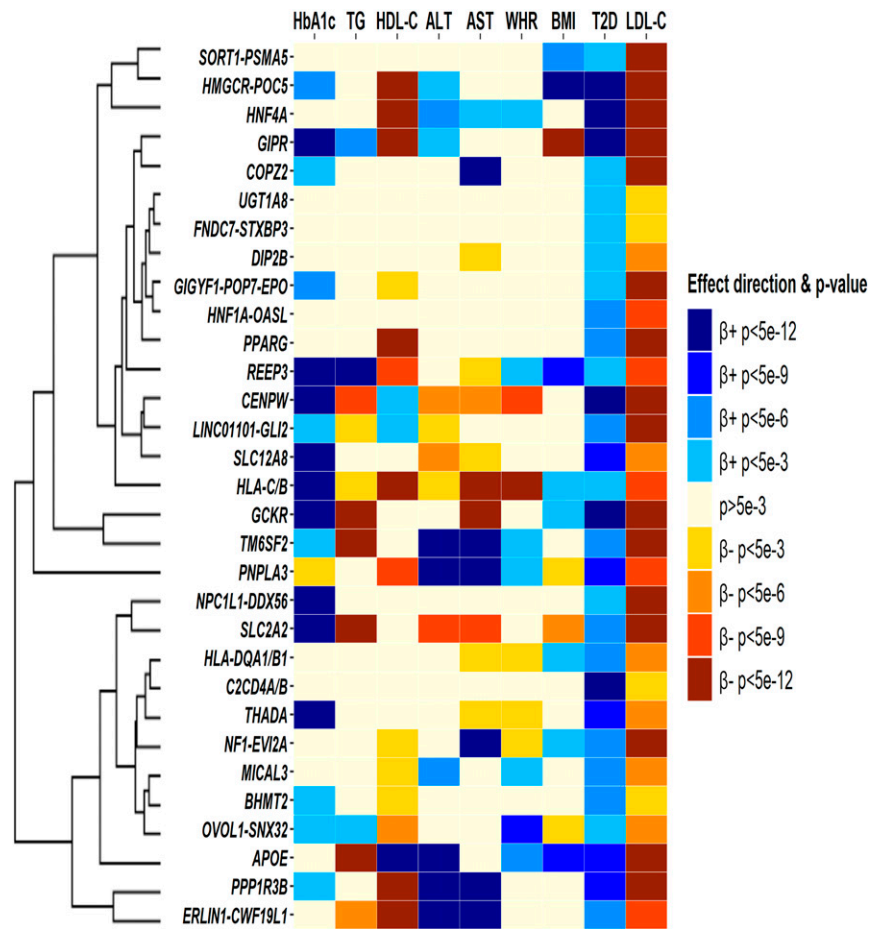 HbA1c TG HDL-C ALT AST WHR BMI T2D LDL-C
SORT1-PSMA5
HMGCR-POC5
HNF4A
GIPR
COPZ2
UGT1A8
FNDC7-STXBP3
DIP2B
GIGYF1-POP7-EPO
HNF1A-OASL
PPARG
REEP3
CENPW
LINC01101-GLI2
SLC12A8
HLA-C/B
GCKR
TM6SF2
PNPLA3
NPC1L1-DDX56
SLC2A2
HLA-DQA1/B1
C2CD4A/B
THADA
NF1-EVI2A
MICAL3
BHMT2
OVOL1-SNX32
APOE
PPP1R3B
ERLIN1-CWF19L1
Effect direction & p-value
β+ p<5e-12
β+ p<5e-9
β+ p<5e-6
β+ p<5e-3
p>5e-3
β- p<5e-3
β- p<5e-6
β- p<5e-9
β- p<5e-12